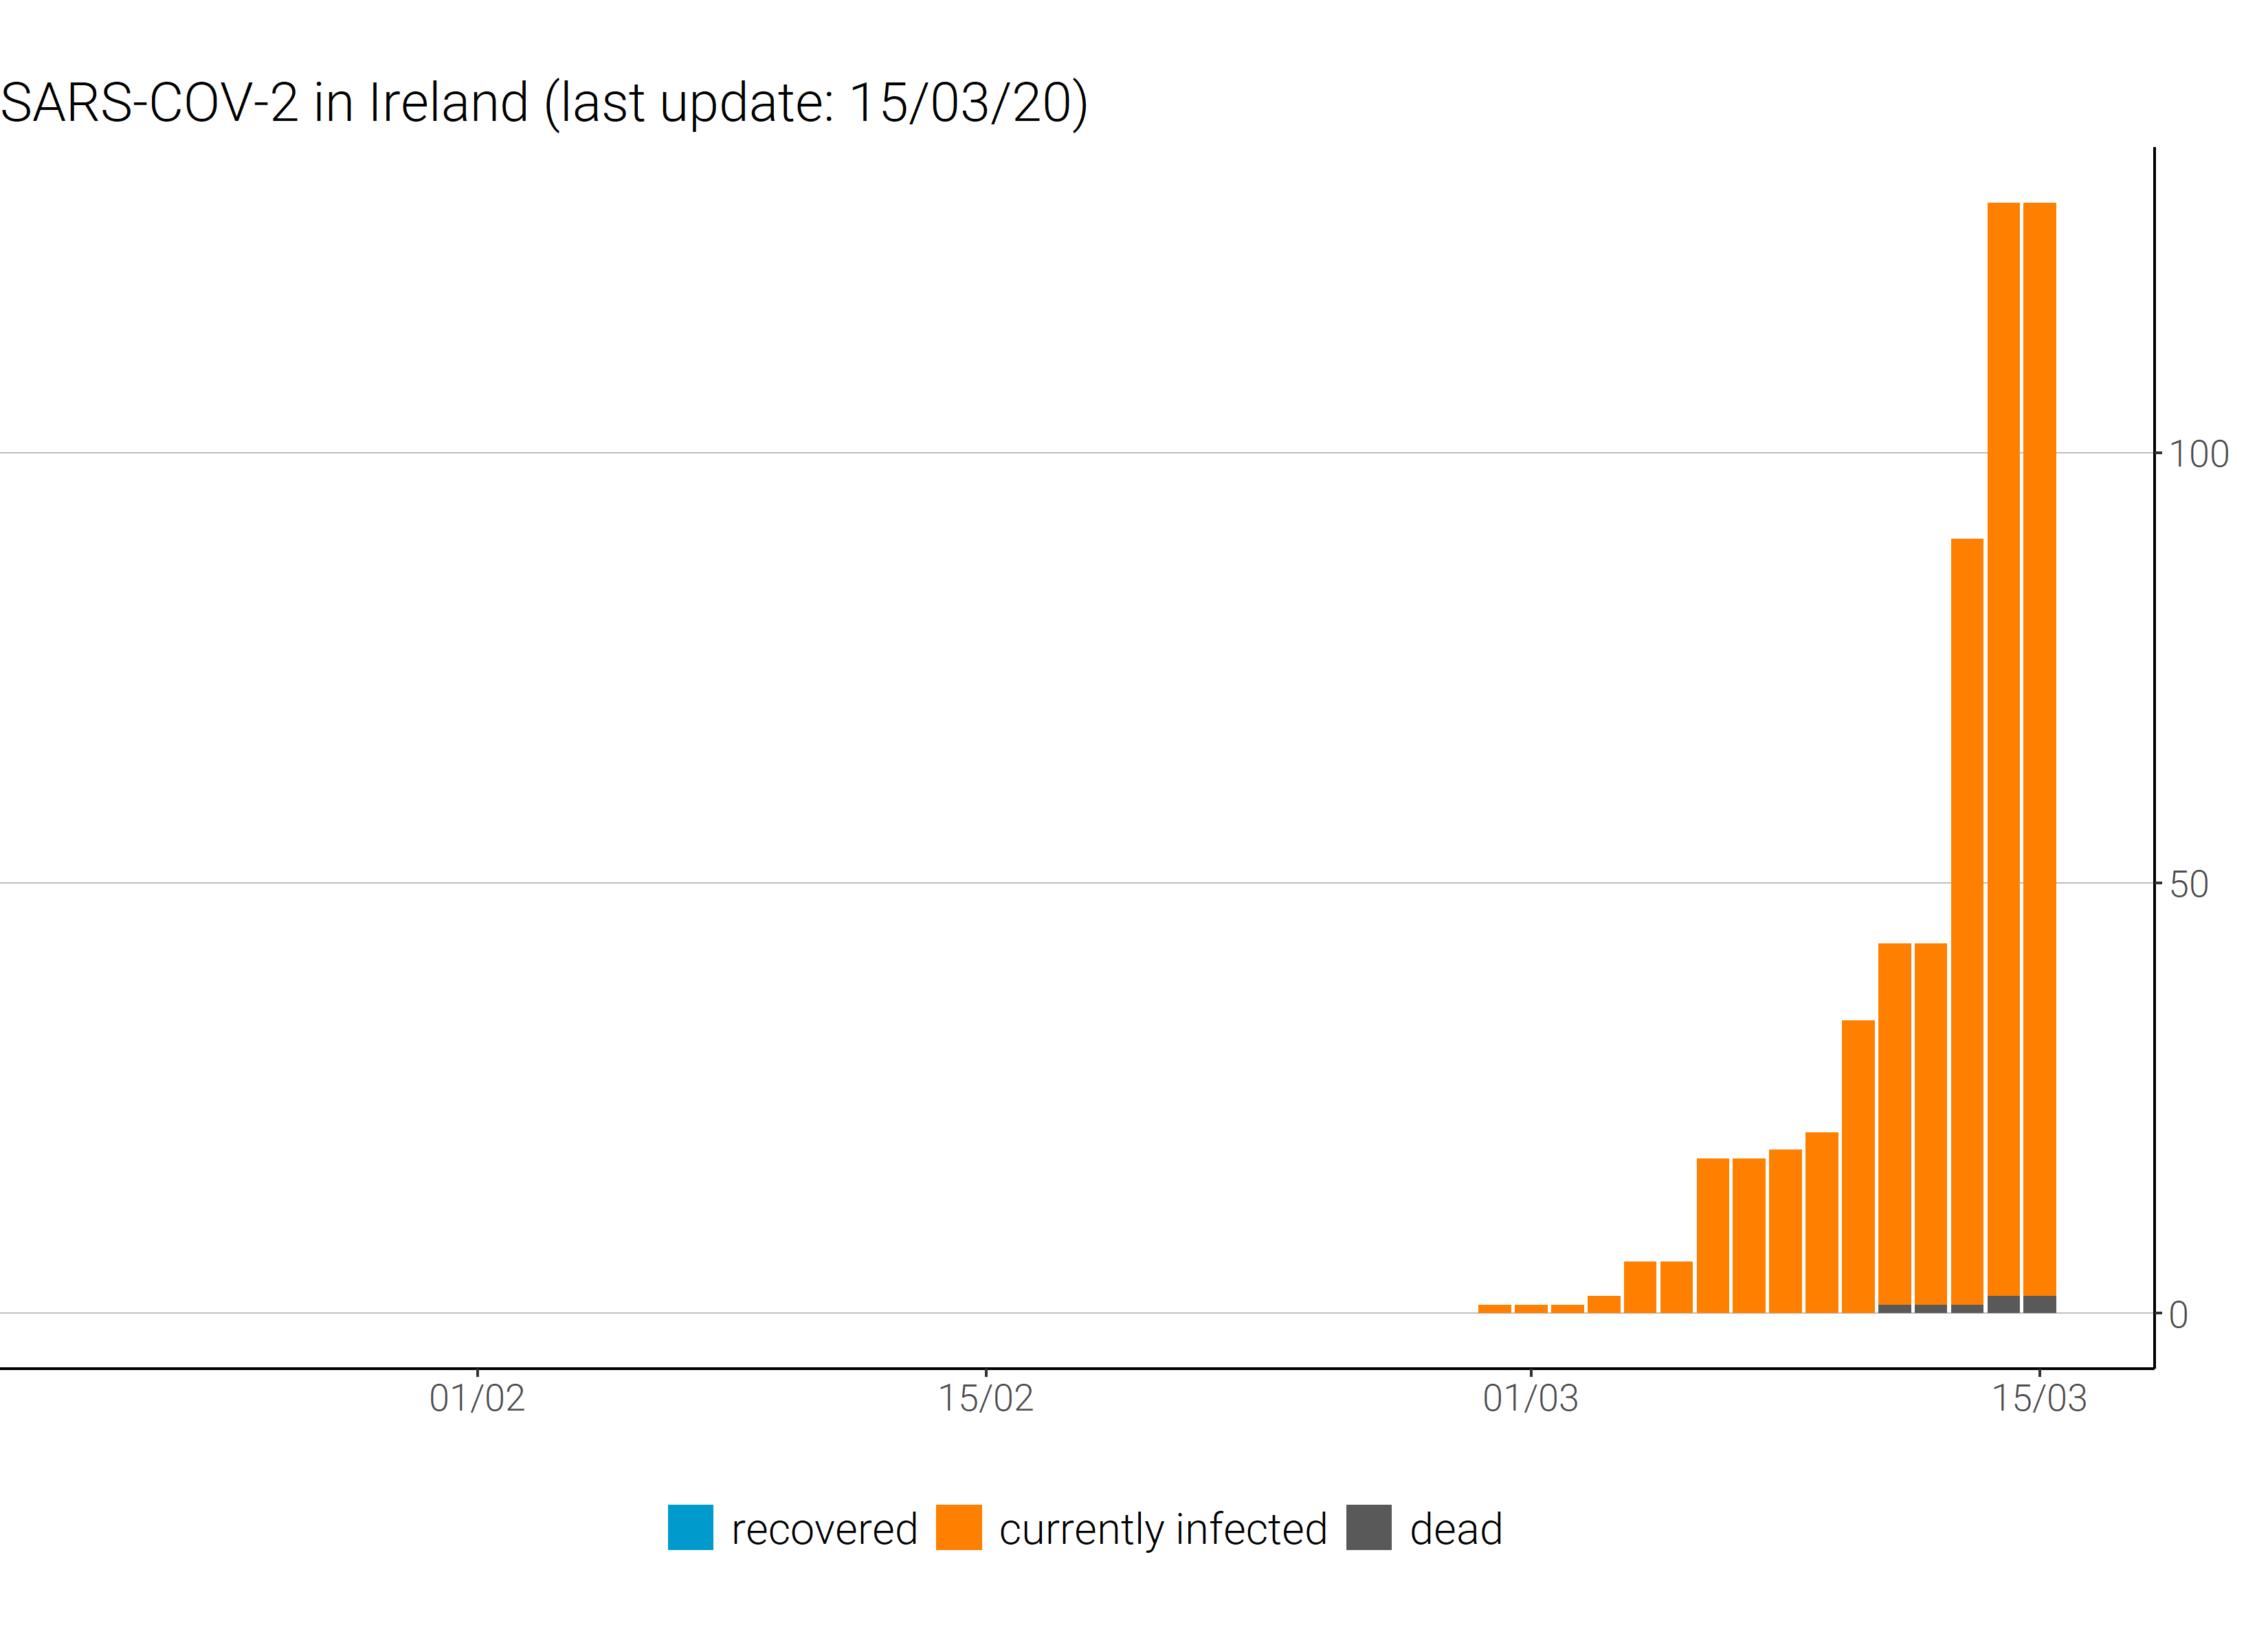 SARS-COV-2 in Ireland (last update: 15/03/20)
100
50
0
01/02 15/02 01/03 15/03
recovered currently infected dead